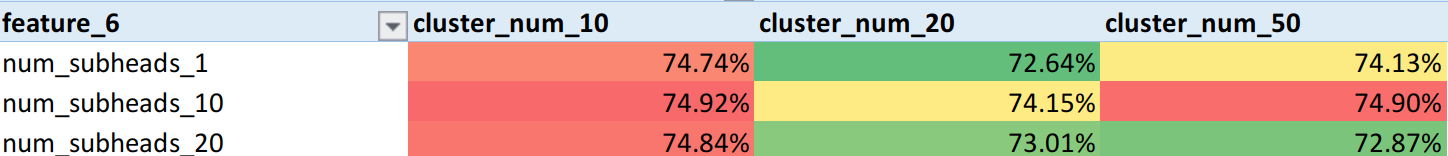 feature_6 cluster_num_10 cluster_num_20 cluster_num_50
num_subheads_1 74.74% 72.64% 74.13%
num_subheads_10 74.92% 74.15% 74.90%
num_subheads_20 74.84% 73.01% 72.87%